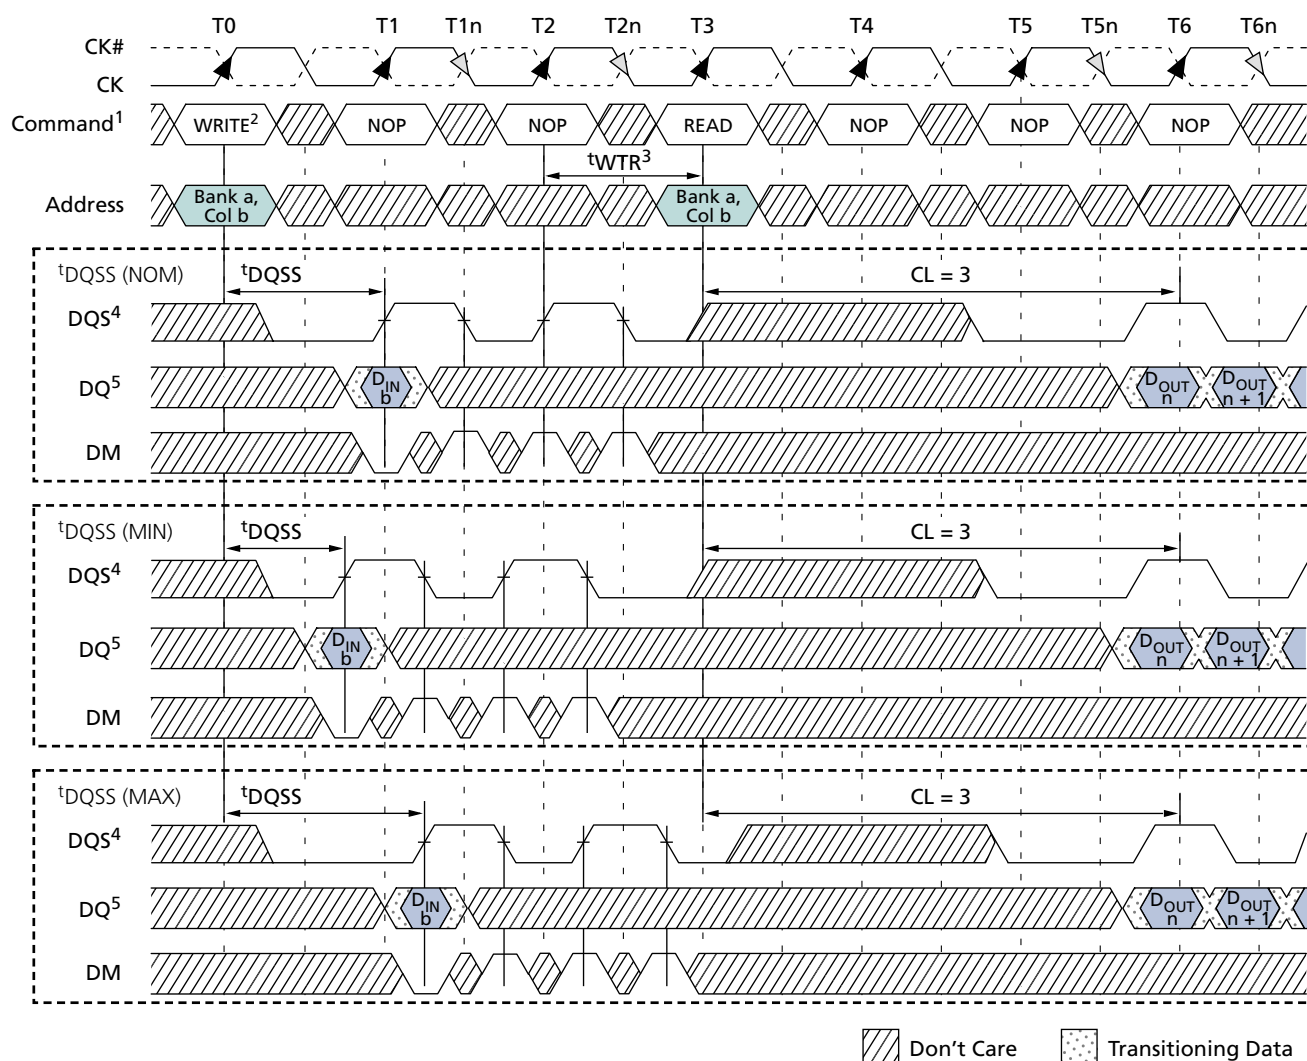 T0 T1 T1n T2 T2n T3 T4 T5 T5n T6 T6n
CK#
CK
Command1 WRITE2 NOP NOP READ NOP NOP NOP
tWTR3
Address Bank a, Col b Bank a, Col b
tDQSS (NOM) tDQSS CL = 3
DQS4
DQ5 DIN b DOUT n DOUT n + 1
DM
tDQSS (MIN) tDQSS CL = 3
DQS4
DQ5 DIN b DOUT n DOUT n + 1
DM
tDQSS (MAX) tDQSS CL = 3
DQS4
DQ5 DIN b DOUT n DOUT n + 1
DM
Don't Care Transitioning Data